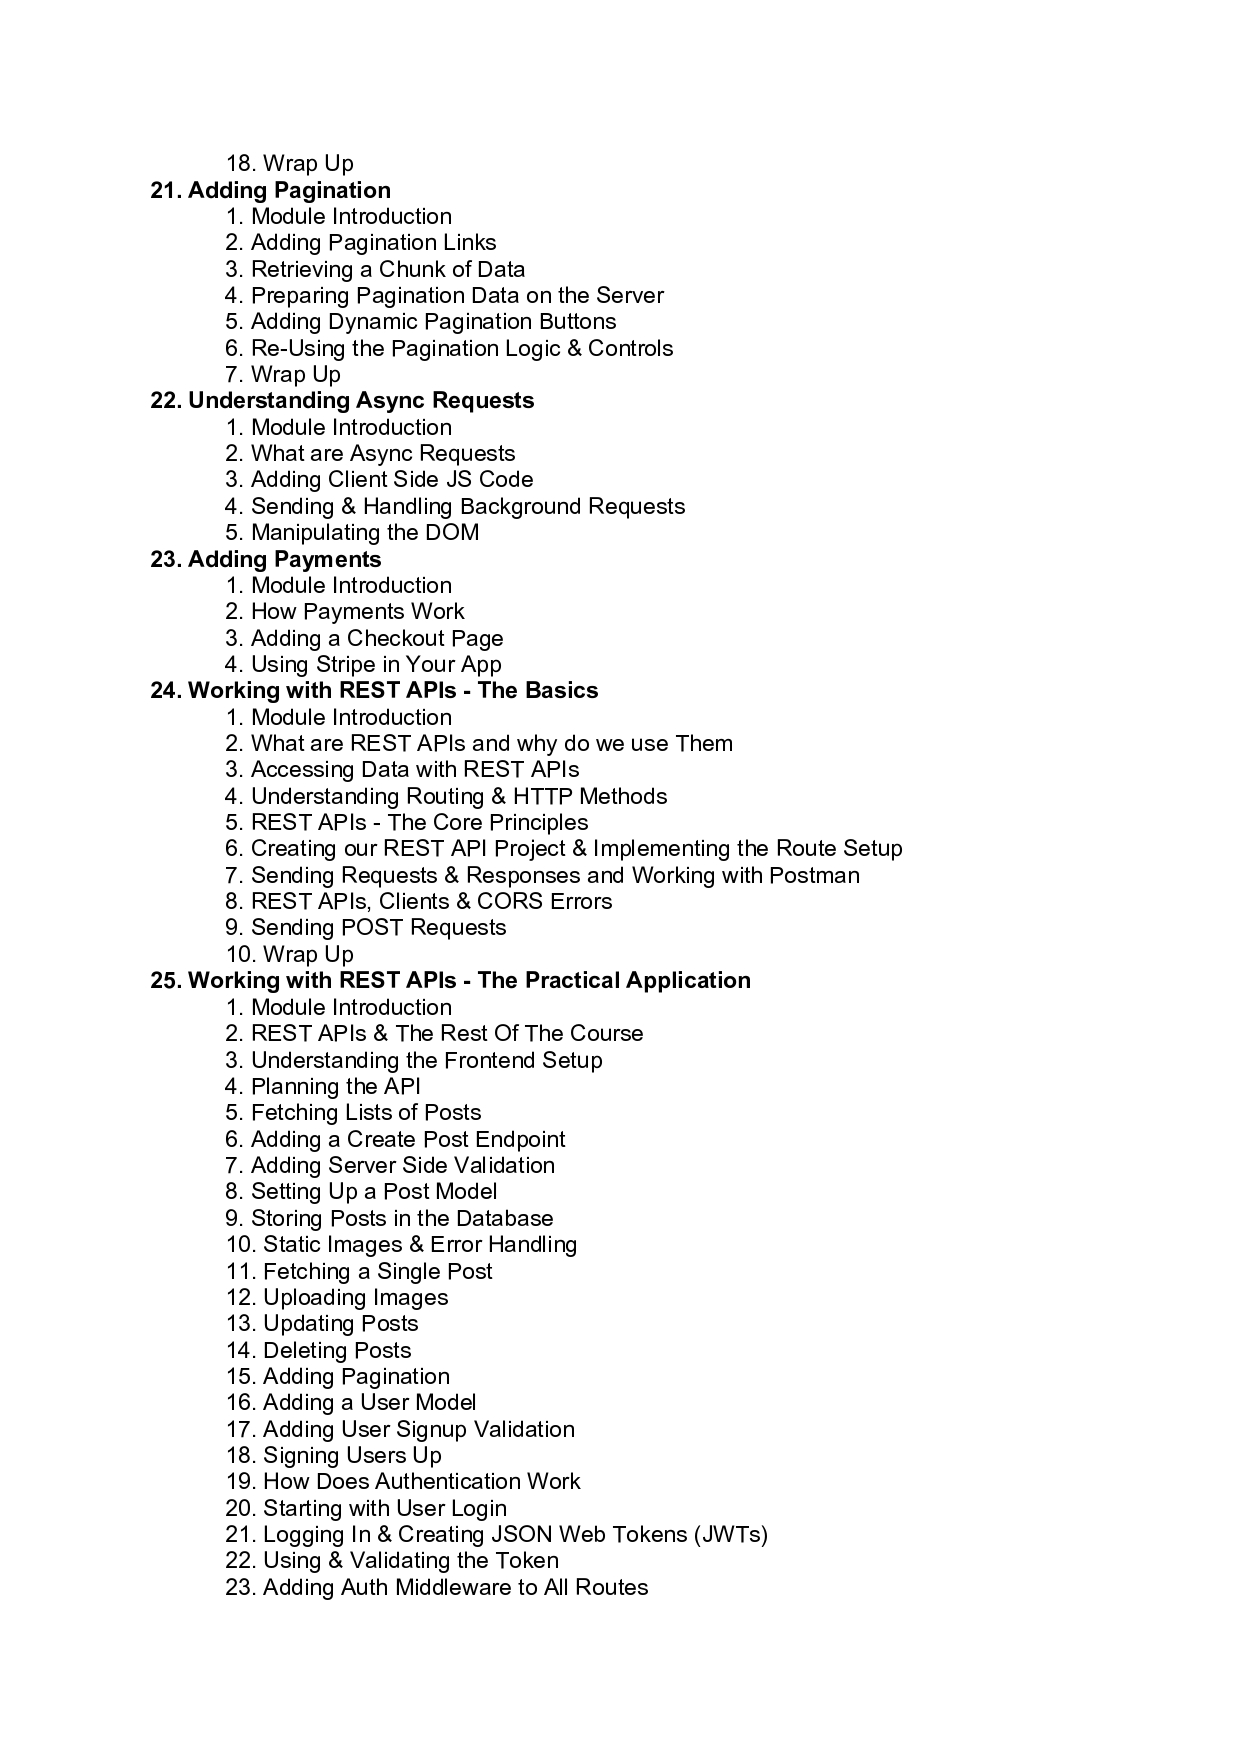 18. Wrap Up
21. Adding Pagination
1. Module Introduction
2. Adding Pagination Links
3. Retrieving a Chunk of Data
4. Preparing Pagination Data on the Server
5. Adding Dynamic Pagination Buttons
6. Re-Using the Pagination Logic & Controls
7. Wrap Up
22. Understanding Async Requests
1. Module Introduction
2. What are Async Requests
3. Adding Client Side JS Code
4. Sending & Handling Background Requests
5. Manipulating the DOM
23. Adding Payments
1. Module Introduction
2. How Payments Work
3. Adding a Checkout Page
4. Using Stripe in Your App
24. Working with REST APIs - The Basics
1. Module Introduction
2. What are REST APIs and why do we use Them
3. Accessing Data with REST APIs
4. Understanding Routing & HTTP Methods
5. REST APIs - The Core Principles
6. Creating our REST API Project & Implementing the Route Setup
7. Sending Requests & Responses and Working with Postman
8. REST APIs, Clients & CORS Errors
9. Sending POST Requests
10. Wrap Up
25. Working with REST APIs - The Practical Application
1. Module Introduction
2. REST APIs & The Rest Of The Course
3. Understanding the Frontend Setup
4. Planning the API
5. Fetching Lists of Posts
6. Adding a Create Post Endpoint
7. Adding Server Side Validation
8. Setting Up a Post Model
9. Storing Posts in the Database
10. Static Images & Error Handling
11. Fetching a Single Post
12. Uploading Images
13. Updating Posts
14. Deleting Posts
15. Adding Pagination
16. Adding a User Model
17. Adding User Signup Validation
18. Signing Users Up
19. How Does Authentication Work
20. Starting with User Login
21. Logging In & Creating JSON Web Tokens (JWTs)
22. Using & Validating the Token
23. Adding Auth Middleware to All Routes